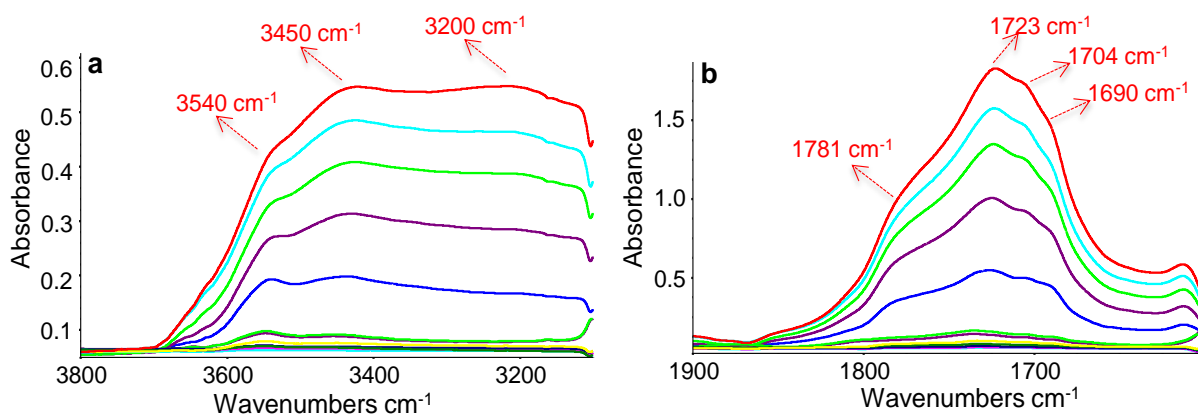 a
3450 cm-1
3200 cm-1
3540 cm-1
0.6
0.5
0.4
0.3
0.2
0.1
Absorbance
3800
3600
3400
3200
Wavenumbers cm-1
b
1723 cm-1
1704 cm-1
1690 cm-1
1781 cm-1
1.5
1.0
0.5
Absorbance
1900
1800
1700
Wavenumbers cm-1